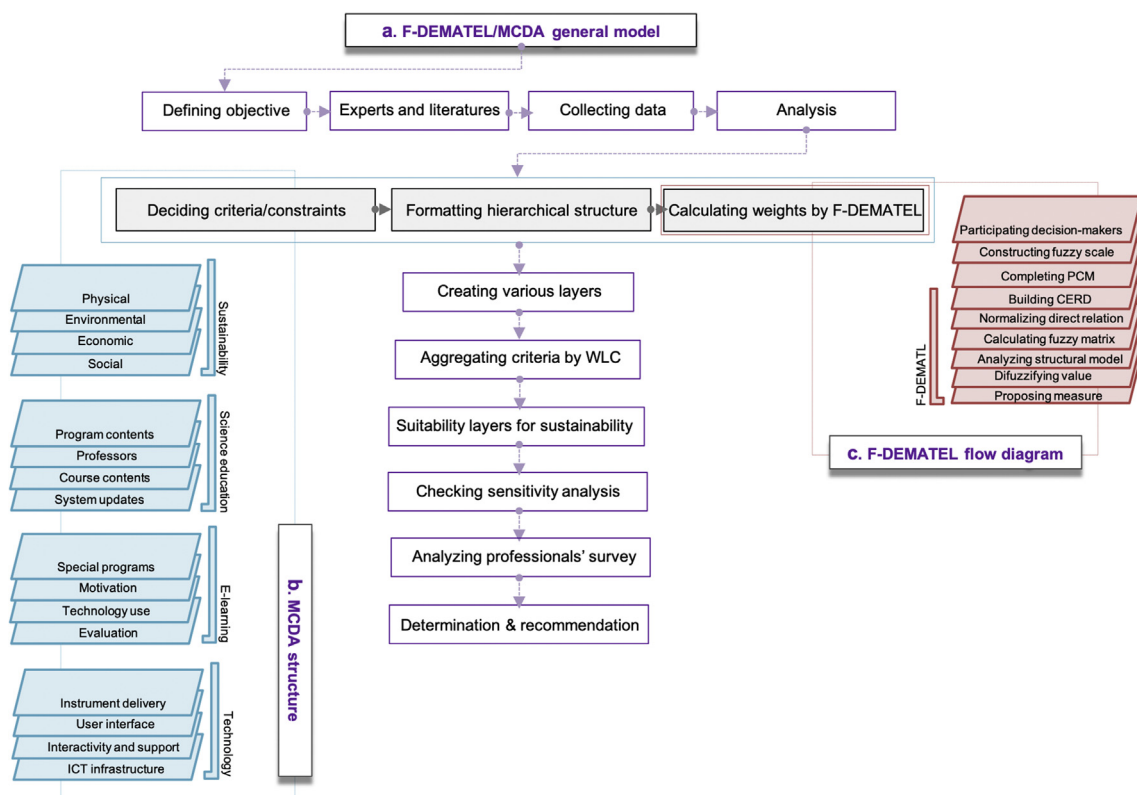 a. F-DEMATEL/MCDA general model
Defining objective
Experts and literatures
Collecting data
Analysis
Deciding criteria/constraints
Formatting hierarchical structure
Calculating weights by F-DEMATEL
Creating various layers
Aggregating criteria by WLC
Suitability layers for sustainability
Checking sensitivity analysis
Analyzing professionals' survey
Determination & recommendation
Physical
Environmental
Economic
Social
Sustainability
Program contents
Professors
Course contents
System updates
Science education
Special programs
Motivation
Technology use
Evaluation
E-learning
Instrument delivery
User interface
Interactivity and support
ICT infrastructure
Technology
b. MCDA structure
Participating decision-makers
Constructing fuzzy scale
Completing PCM
Building CERD
Normalizing direct relation
Calculating fuzzy matrix
Analyzing structural model
Difuzzifying value
Proposing measure
F-DEMATL
c. F-DEMATEL flow diagram